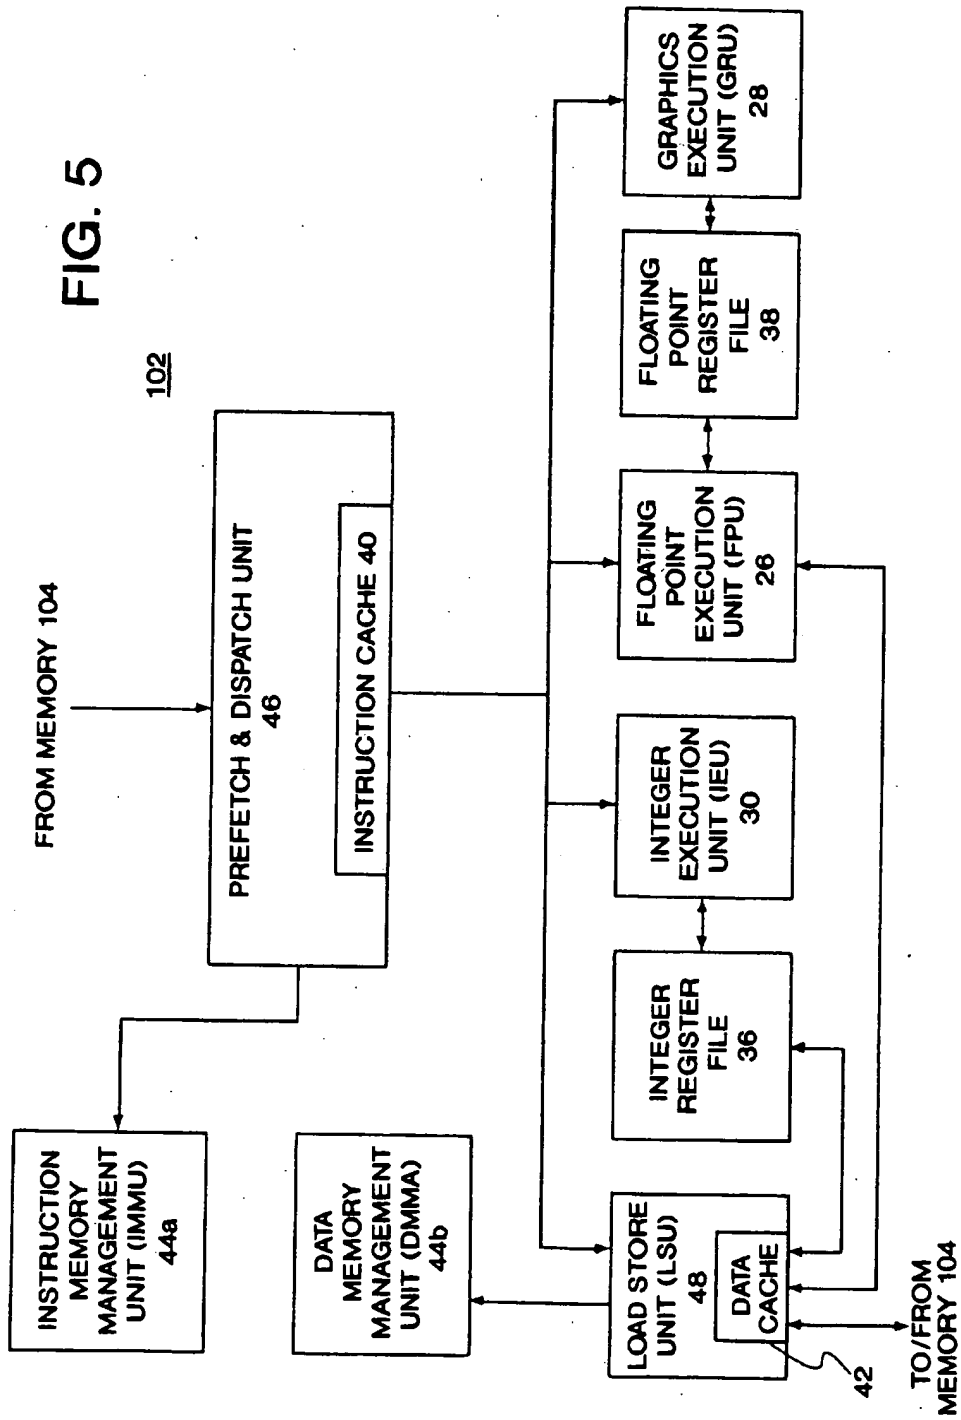 FIG. 5
102
FROM MEMORY 104
PREFETCH & DISPATCH UNIT
46
INSTRUCTION CACHE 40
INSTRUCTION
MEMORY
MANAGEMENT
UNIT (IMMU)
44a
DATA
MEMORY
MANAGEMENT
UNIT (DMMA)
44b
LOAD STORE
UNIT (LSU)
48
DATA
CACHE
42
TO/FROM
MEMORY 104
INTEGER
REGISTER
FILE
36
INTEGER
EXECUTION
UNIT (IEU)
30
FLOATING
POINT
EXECUTION
UNIT (FPU)
26
FLOATING
POINT
REGISTER
FILE
38
GRAPHICS
EXECUTION
UNIT (GRU)
28